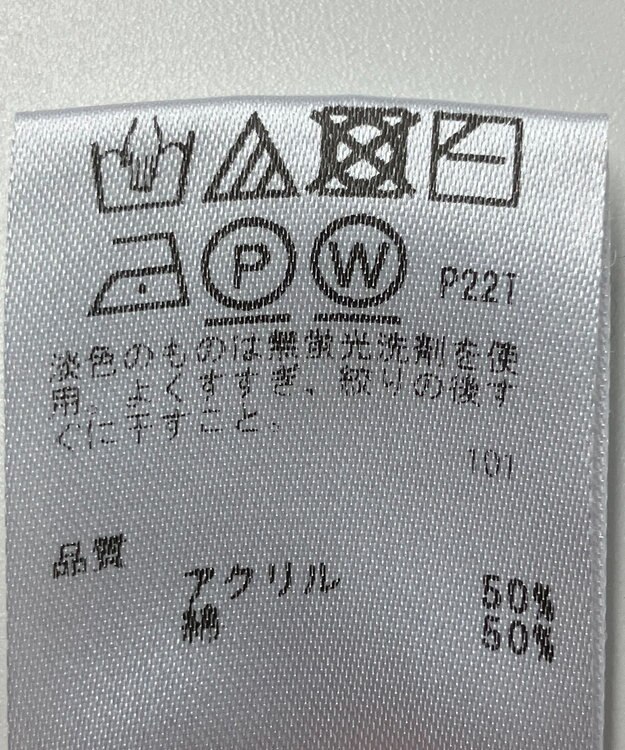 P W P22T
淡色のものは無蛍光洗剤を使
用。よくすすぎ、絞りの後す
ぐに干すこと。
101
品質
アクリル 50%
綿 50%